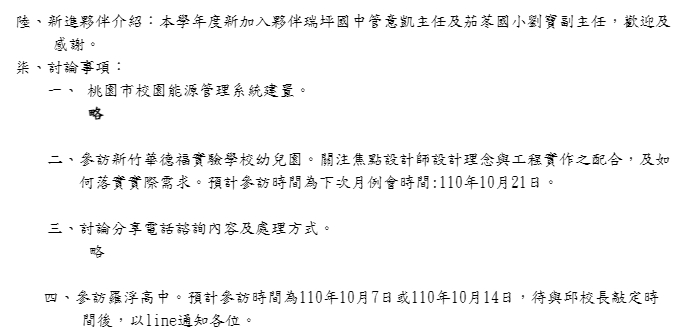 陸、新進夥伴介紹：本學年度新加入夥伴瑞坪國中管意凱主任及茄苳國小劉寶副主任，歡迎及
感謝。
柒、討論事項：
一、 桃園市校園能源管理系統建置。
略
二、參訪新竹華德福實驗學校幼兒園。關注焦點設計師設計理念與工程實作之配合，及如
何落實實際需求。預計參訪時間為下次月例會時間:110年10月21日。
三、討論分享電話諮詢內容及處理方式。
略
四、參訪羅浮高中。預計參訪時間為110年10月7日或110年10月14日，待與邱校長敲定時
間後，以line通知各位。